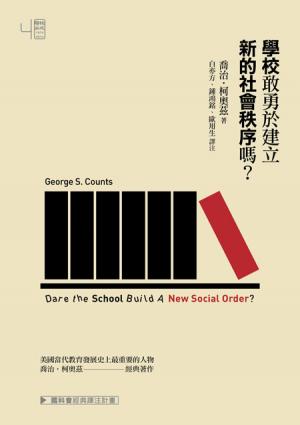 學校敢勇於建立
新的社會秩序嗎？
喬治．柯奧茲 著
白亦方、鍾鴻銘、歐用生 譯注
George S. Counts
Dare the School Build A New Social Order?
美國當代教育發展史上最重要的人物
喬治．柯奧茲──經典著作
國科會經典譯注計畫